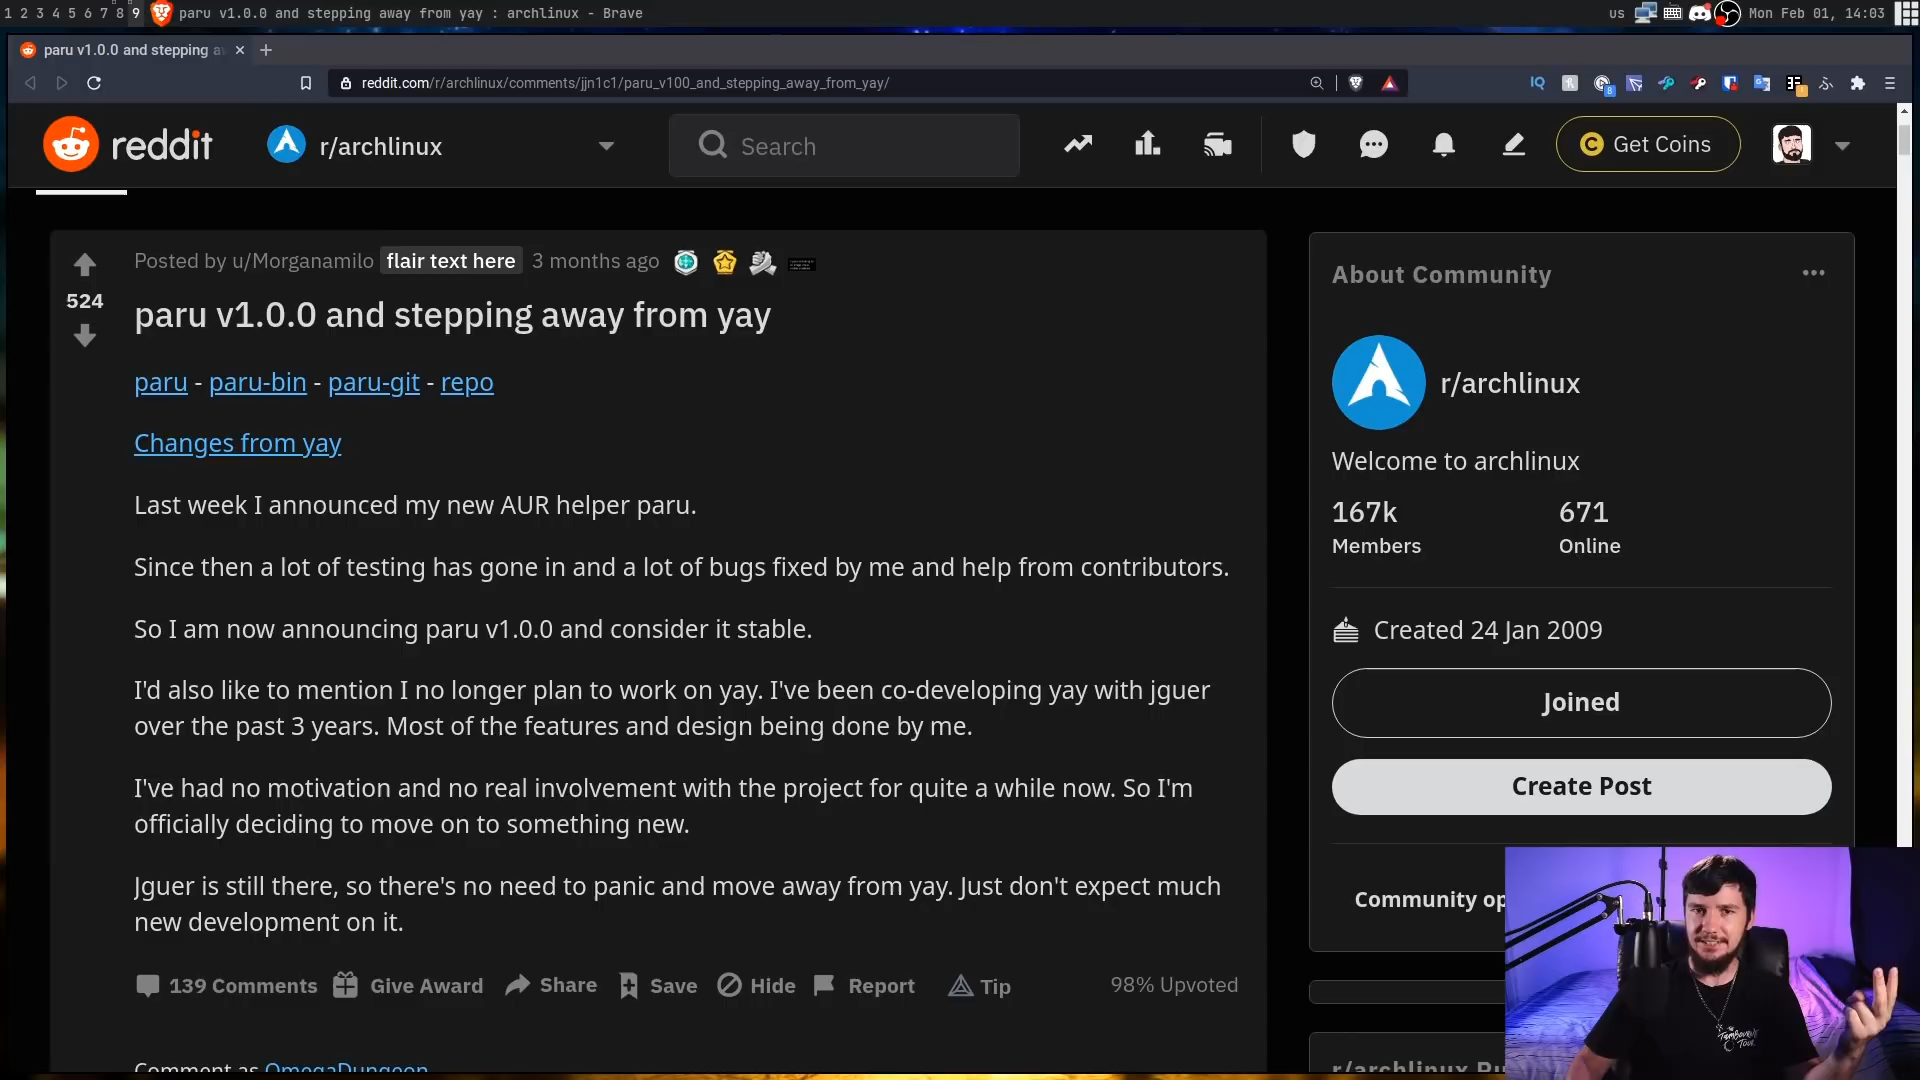 1 2 3 4 5 6 7 8 9 paru v1.0.0 and stepping away from yay : archlinux - Brave
us Mon Feb 01, 14:03
paru v1.0.0 and stepping a
reddit.com/r/archlinux/comments/jjn1c1/paru_v100_and_stepping_away_from_yay/
IQ
reddit
r/archlinux
Search
Get Coins
Posted by u/Morganamilo flair text here 3 months ago
524
paru v1.0.0 and stepping away from yay
paru - paru-bin - paru-git - repo
Changes from yay
Last week I announced my new AUR helper paru.
Since then a lot of testing has gone in and a lot of bugs fixed by me and help from contributors.
So I am now announcing paru v1.0.0 and consider it stable.
I'd also like to mention I no longer plan to work on yay. I've been co-developing yay with jguer
over the past 3 years. Most of the features and design being done by me.
I've had no motivation and no real involvement with the project for quite a while now. So I'm
officially deciding to move on to something new.
Jguer is still there, so there's no need to panic and move away from yay. Just don't expect much
new development on it.
139 Comments Give Award Share Save Hide Report Tip 98% Upvoted
Comment as OmegaDungeon
About Community
r/archlinux
Welcome to archlinux
167k 671
Members Online
Created 24 Jan 2009
Joined
Create Post
Community op
r/archlinux Ru